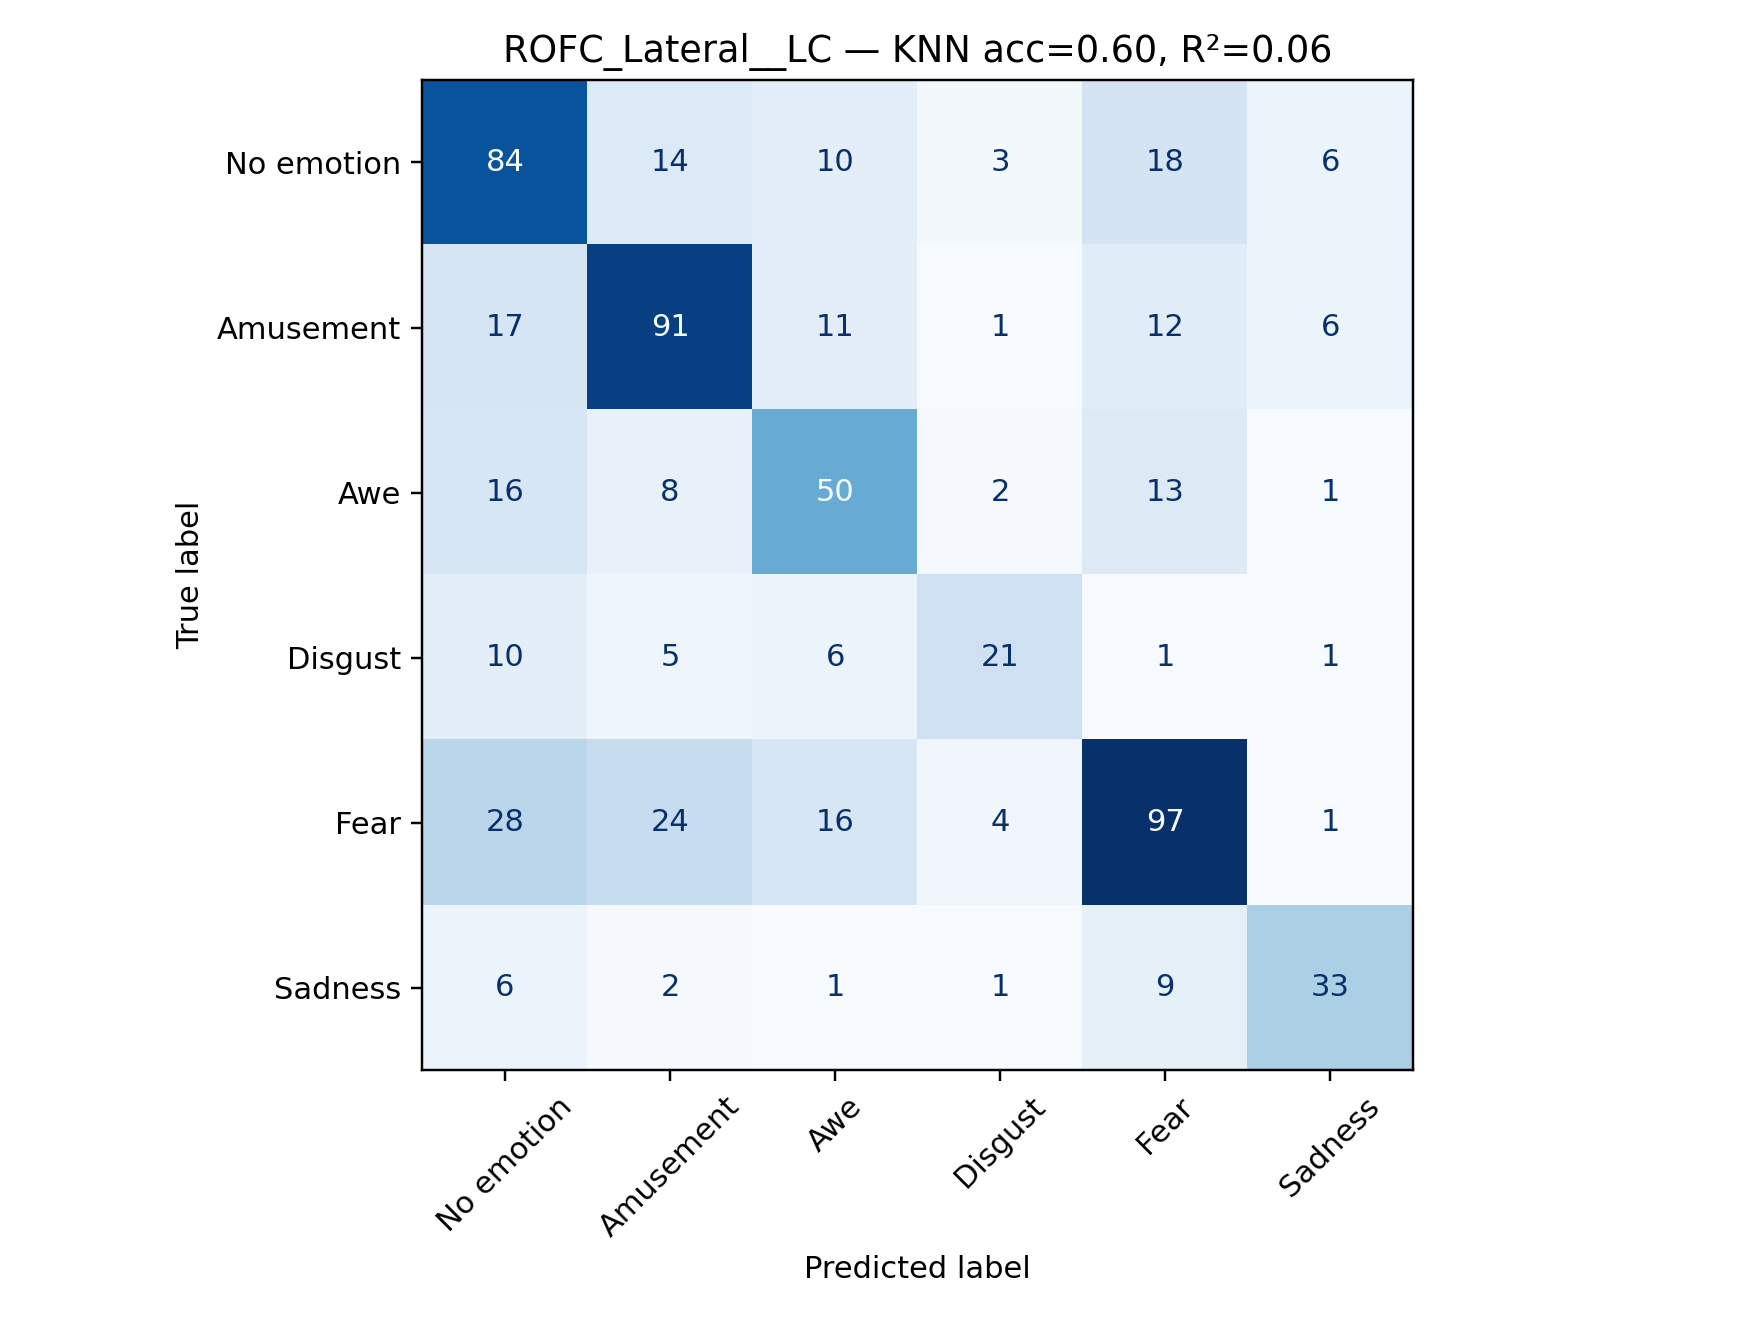 ROFC_Lateral__LC — KNN acc=0.60, R²=0.06
No emotion 84 14 10 3 18 6
Amusement 17 91 11 1 12 6
Awe 16 8 50 2 13 1
Disgust 10 5 6 21 1 1
Fear 28 24 16 4 97 1
Sadness 6 2 1 1 9 33
True label
No emotion Amusement Awe Disgust Fear Sadness
Predicted label